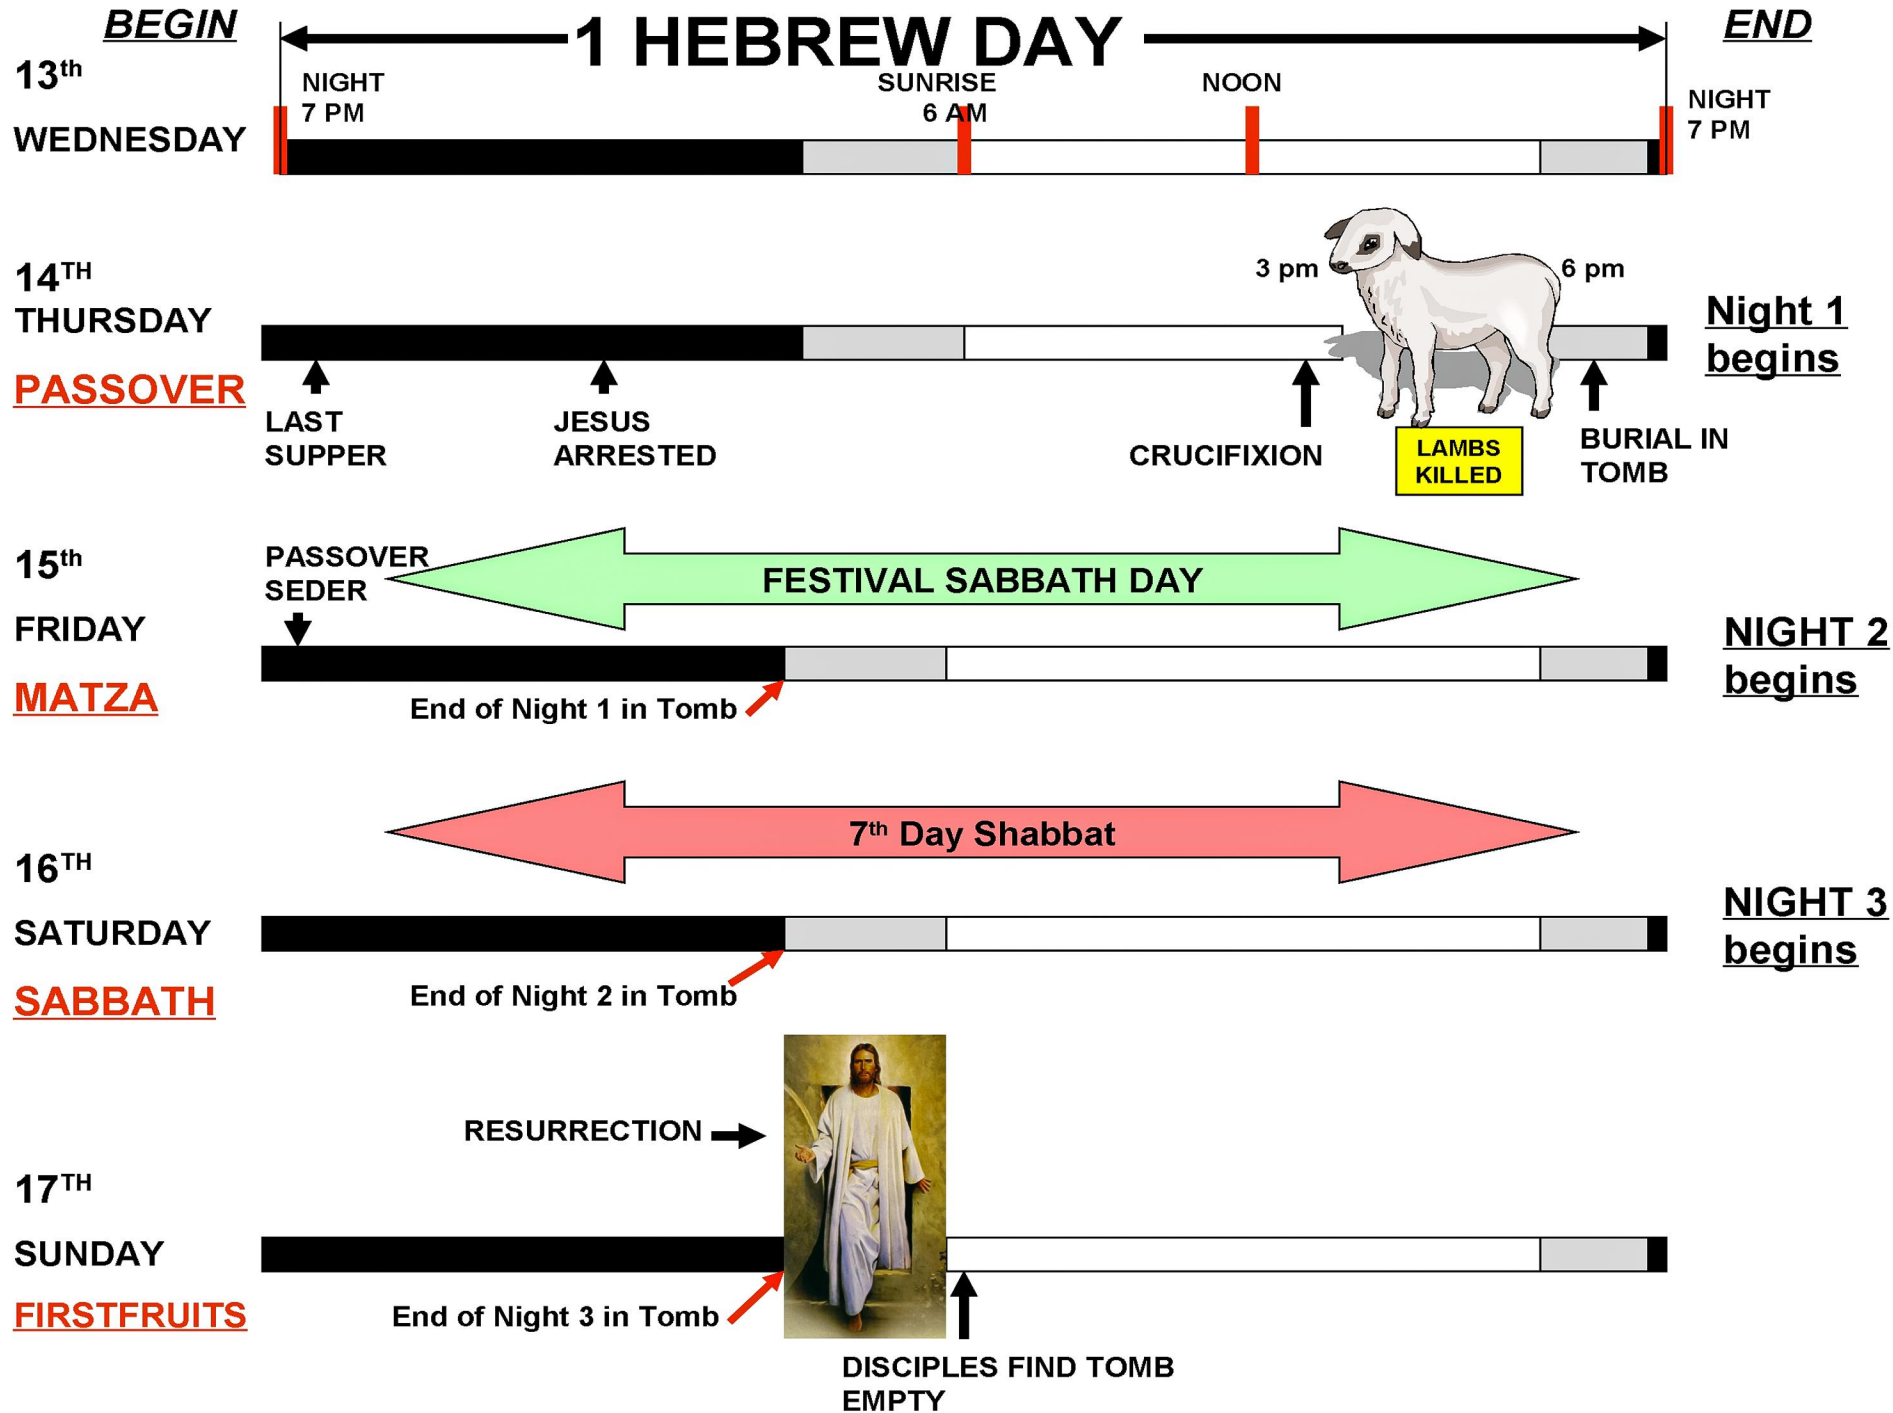 BEGIN
1 HEBREW DAY
END
13th
NIGHT
7 PM
SUNRISE
6 AM
NOON
NIGHT
7 PM
WEDNESDAY
14TH
THURSDAY
PASSOVER
3 pm
6 pm
Night 1
begins
LAST
SUPPER
JESUS
ARRESTED
CRUCIFIXION
LAMBS
KILLED
BURIAL IN
TOMB
15th
FRIDAY
MATZA
PASSOVER
SEDER
FESTIVAL SABBATH DAY
End of Night 1 in Tomb
NIGHT 2
begins
7th Day Shabbat
16TH
SATURDAY
SABBATH
End of Night 2 in Tomb
NIGHT 3
begins
RESURRECTION
17TH
SUNDAY
FIRSTFRUITS
End of Night 3 in Tomb
DISCIPLES FIND TOMB
EMPTY